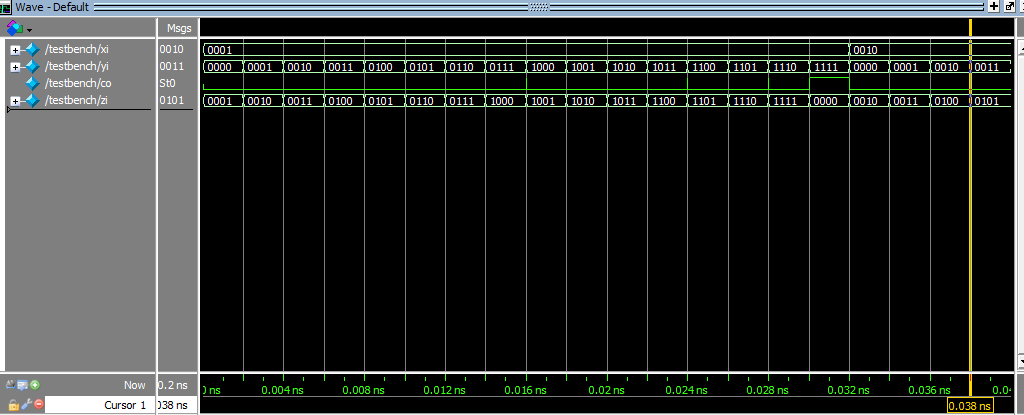 Wave - Default
Msgs
/testbench/xi 0010 0001 0010
/testbench/yi 0011 0000 0001 0010 0011 0100 0101 0110 0111 1000 1001 1010 1011 1100 1101 1110 1111 0000 0001 0010 0011
/testbench/co St0
/testbench/zi 0101 0001 0010 0011 0100 0101 0110 0111 1000 1001 1010 1011 1100 1101 1110 1111 0000 0010 0011 0100 0101
Now 0.2 ns ns 0.004 ns 0.008 ns 0.012 ns 0.016 ns 0.02 ns 0.024 ns 0.028 ns 0.032 ns 0.036 ns 0.0
Cursor 1 038 ns 0.038 ns